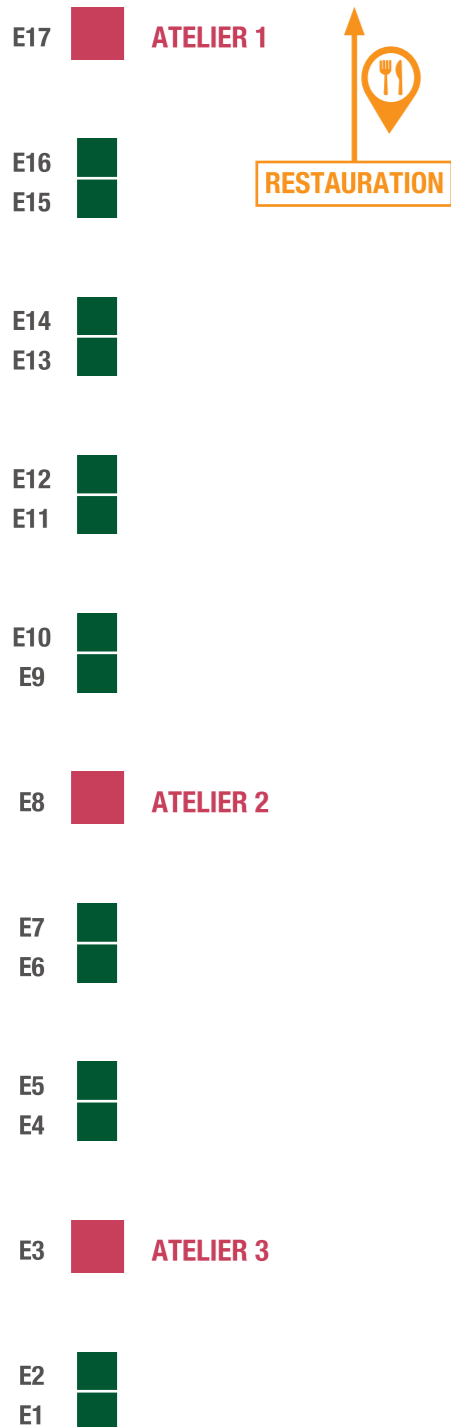 E17 ATELIER 1
E16
RESTAURATION
E15
E14
E13
E12
E11
E10
E9
E8 ATELIER 2
E7
E6
E5
E4
E3 ATELIER 3
E2
E1